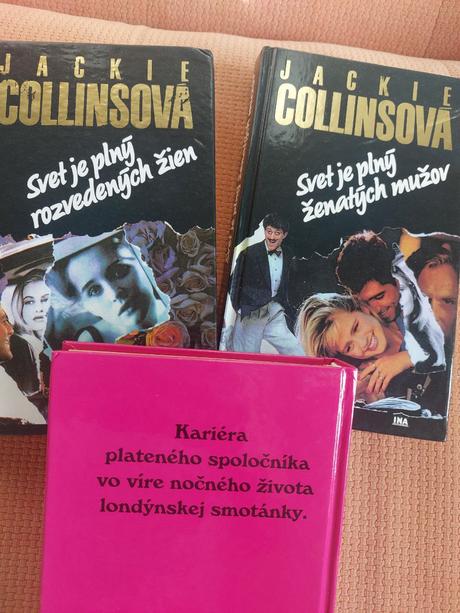 JACKIE
COLLINSOVÁ
Svet je plný
rozvedených žien
JACKIE
COLLINSOVÁ
Svet je plný
ženatých mužov
INA
Kariéra
plateného spoločníka
vo víre nočného života
londýnskej smotánky.